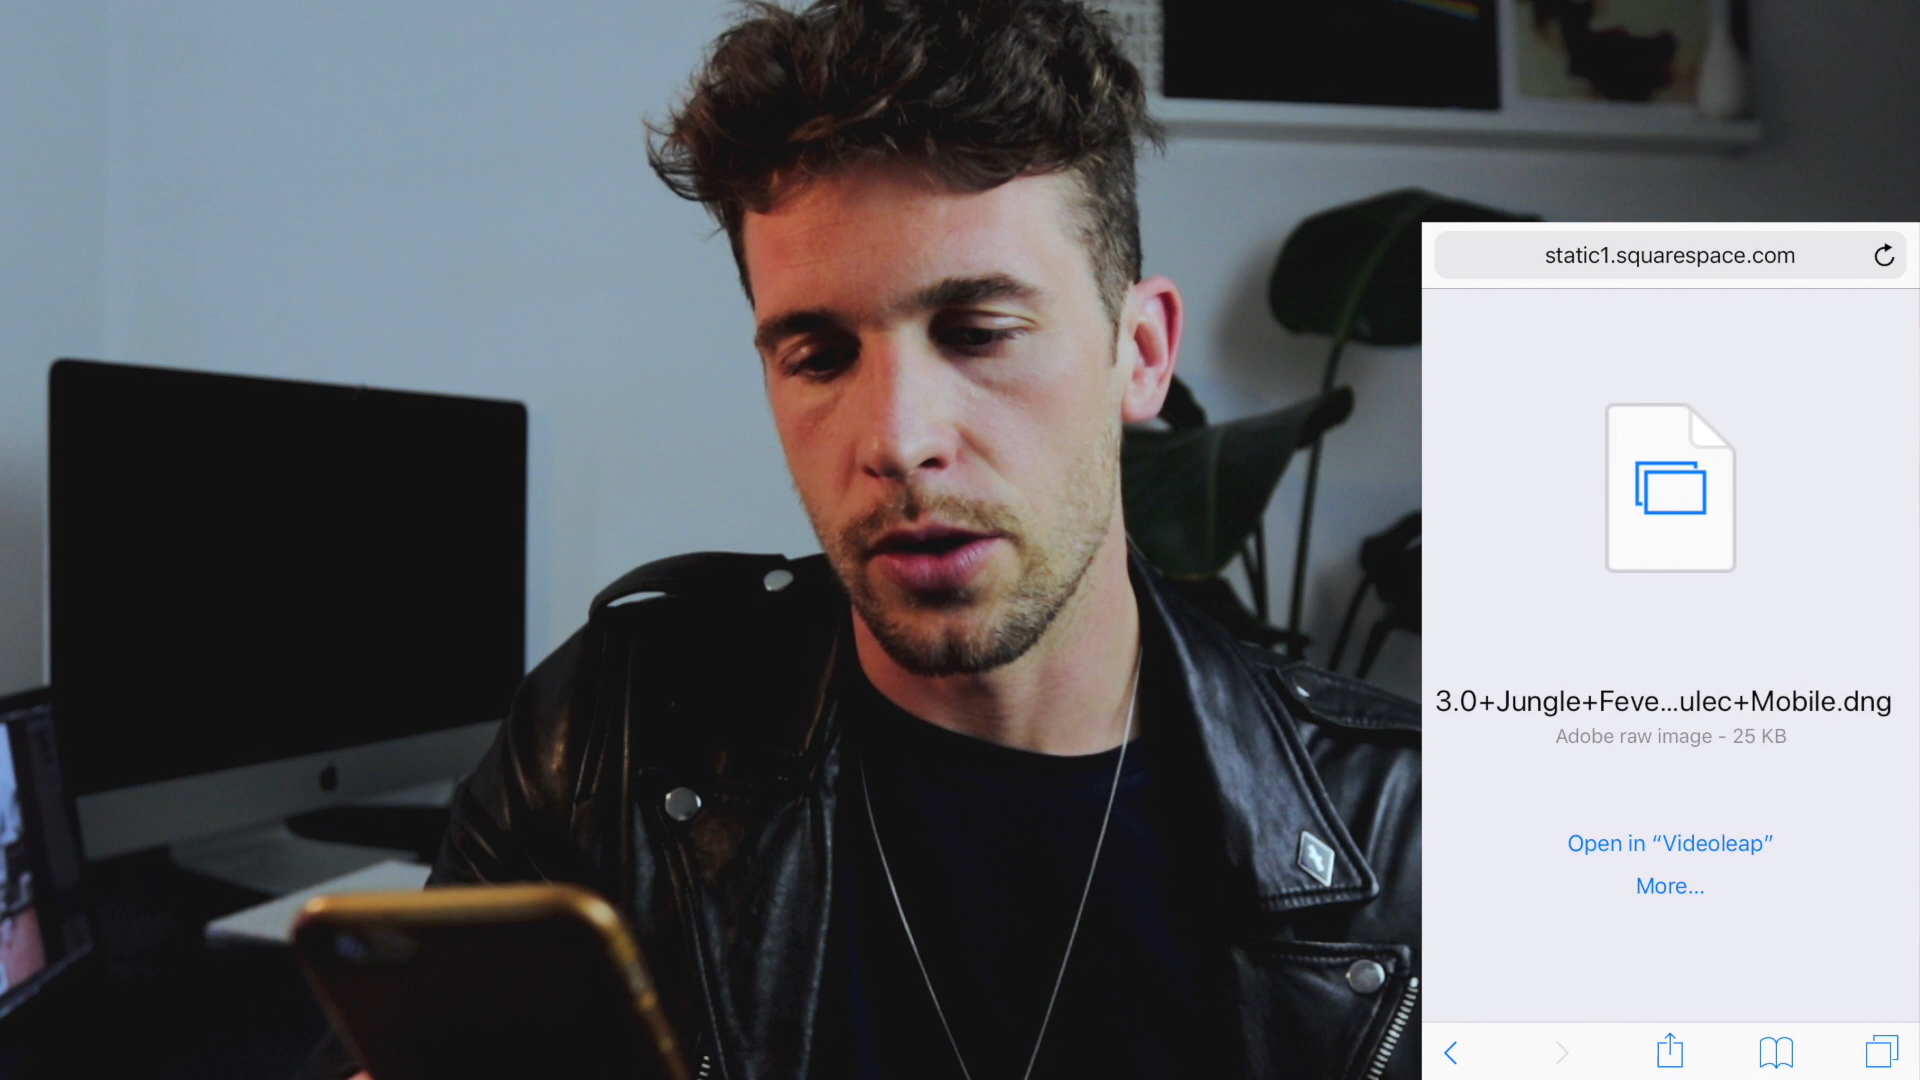 static1.squarespace.com
3.0+Jungle+Feve...ulec+Mobile.dng
Adobe raw image - 25 KB
Open in “Videoleap”
More...